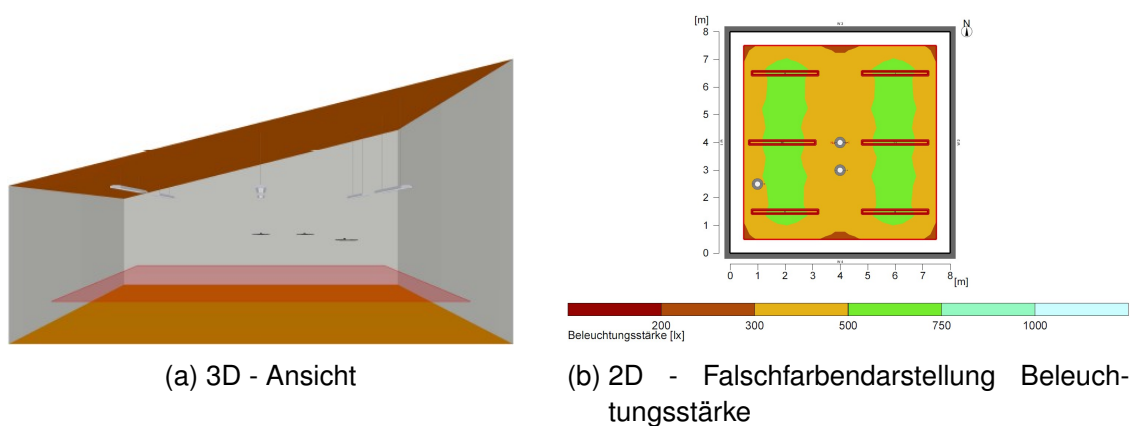 [m]
N
8
7
6
5
4
3
2
1
0
0 1 2 3 4 5 6 7 8
[m]
200 300 500 750 1000
Beleuchtungsstärke [lx]
(a) 3D - Ansicht
(b) 2D - Falschfarbendarstellung Beleuch-
tungsstärke